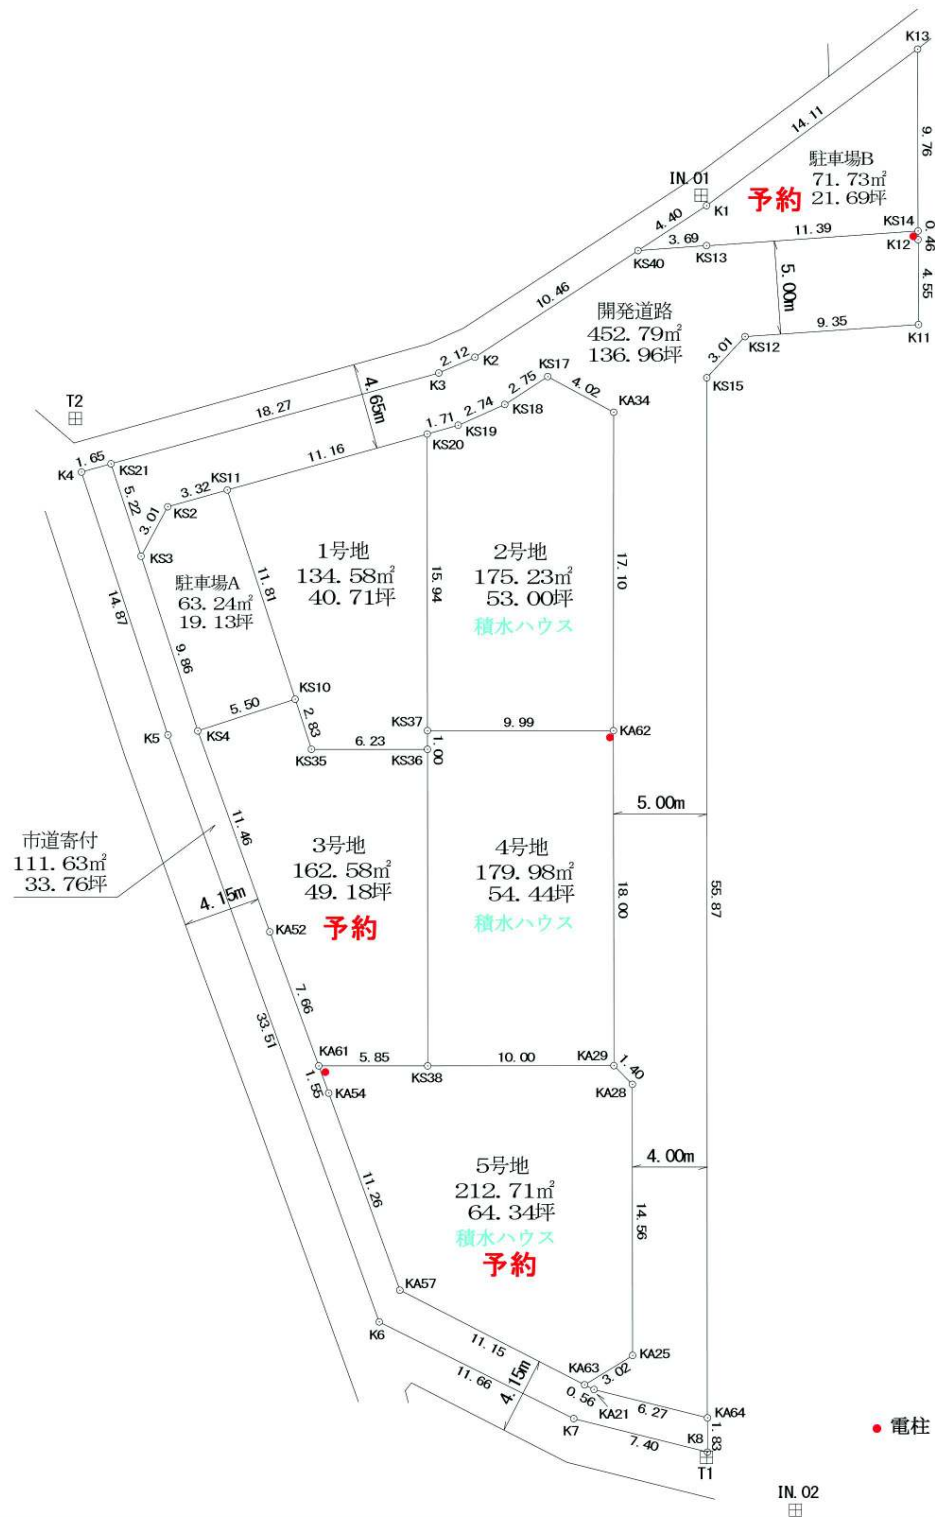 K13
14.11
9.76
駐車場B
71.73㎡
21.69坪
予約
IN.01
K1
4.40
KS14
0.46
K12
11.39
3.69
KS13
KS40
4.55
5.00m
10.46
開発道路
452.79㎡
136.96坪
9.35
K11
KS12
3.01
KS15
K2
2.12
K3
KS17
2.75
4.02
KS18
KA34
T2
4.65m
18.27
2.74
KS19
1.71
KS20
1.65
K4
KS21
11.16
5.22
KS11
3.32
KS2
3.01
KS3
1号地
134.58㎡
40.71坪
2号地
175.23㎡
53.00坪
積水ハウス
15.94
17.10
駐車場A
63.24㎡
19.13坪
11.81
14.87
9.86
KS10
5.50
2.83
K5
KS4
KS35
6.23
KS37
1.00
KS36
9.99
KA62
5.00m
市道寄付
111.63㎡
33.76坪
11.46
3号地
162.58㎡
49.18坪
予約
4号地
179.98㎡
54.44坪
積水ハウス
18.00
55.87
4.15m
KA52
7.66
33.51
KA61
5.85
KS38
10.00
KA29
1.40
KA28
1.55
KA54
4.00m
5号地
212.71㎡
64.34坪
積水ハウス
予約
11.26
14.56
KA57
K6
11.15
KA25
KA63
3.02
11.66
4.15m
0.56
KA21
6.27
KA64
K7
7.40
K8
1.83
T1
電柱
IN.02